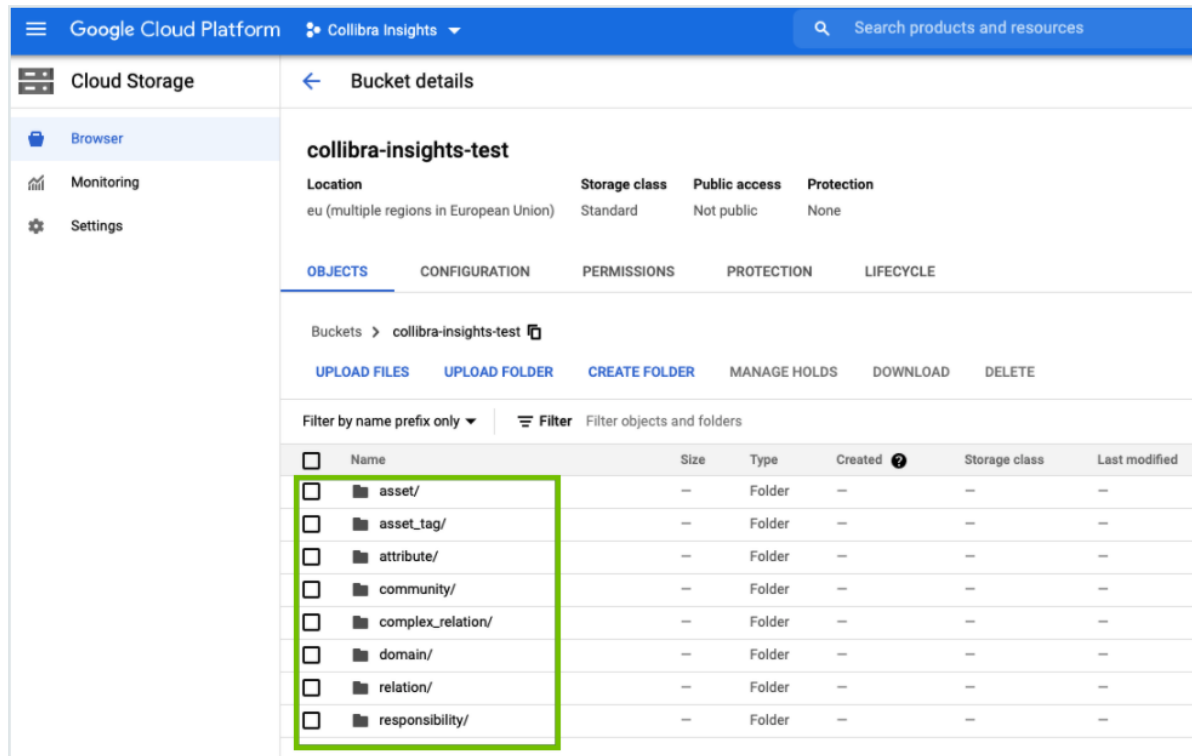 Google Cloud Platform Collibra Insights Search products and resources
Cloud Storage Bucket details
Browser
Monitoring
Settings
collibra-insights-test
Location Storage class Public access Protection
eu (multiple regions in European Union) Standard Not public None
OBJECTS CONFIGURATION PERMISSIONS PROTECTION LIFECYCLE
Buckets > collibra-insights-test
UPLOAD FILES UPLOAD FOLDER CREATE FOLDER MANAGE HOLDS DOWNLOAD DELETE
Filter by name prefix only Filter Filter objects and folders
Name Size Type Created ? Storage class Last modified
asset/ — Folder — — —
asset_tag/ — Folder — — —
attribute/ — Folder — — —
community/ — Folder — — —
complex_relation/ — Folder — — —
domain/ — Folder — — —
relation/ — Folder — — —
responsibility/ — Folder — — —